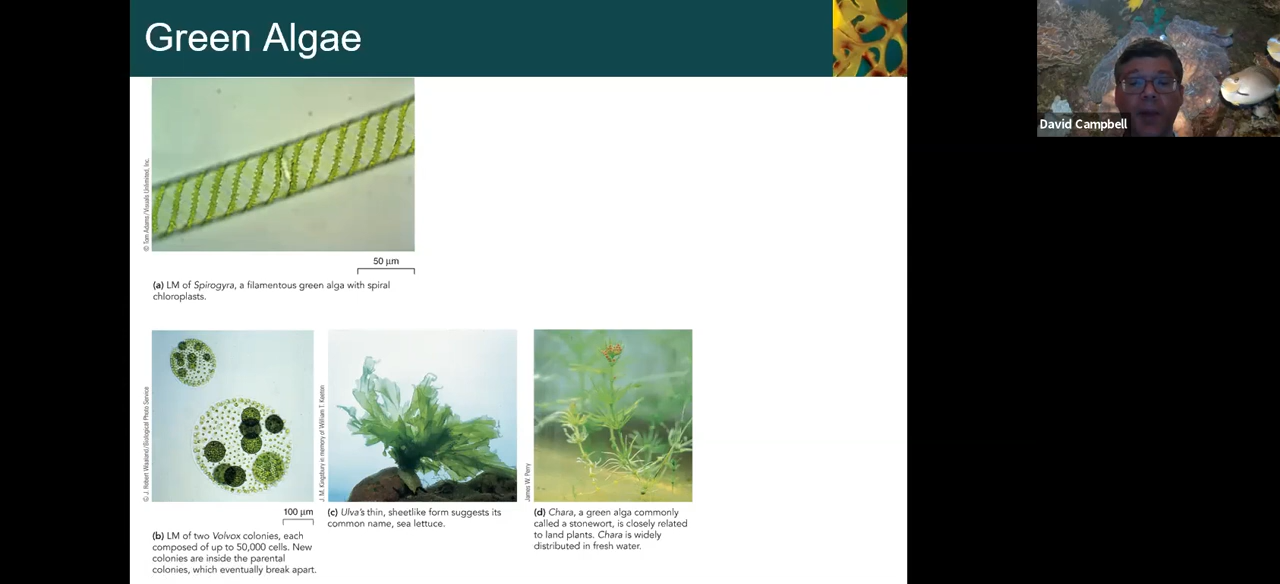 Green Algae
David Campbell
© Tom Adams/Visuals Unlimited, Inc.
50 μm
(a) LM of Spirogyra, a filamentous green alga with spiral
chloroplasts.
© J. Robert Waaland/Biological Photo Service
J. M. Kingsbury in memory of William T. Keeton
James W. Perry
100 μm
(b) LM of two Volvox colonies, each
composed of up to 50,000 cells. New
colonies are inside the parental
colonies, which eventually break apart.
(c) Ulva's thin, sheetlike form suggests its
common name, sea lettuce.
(d) Chara, a green alga commonly
called a stonewort, is closely related
to land plants. Chara is widely
distributed in fresh water.